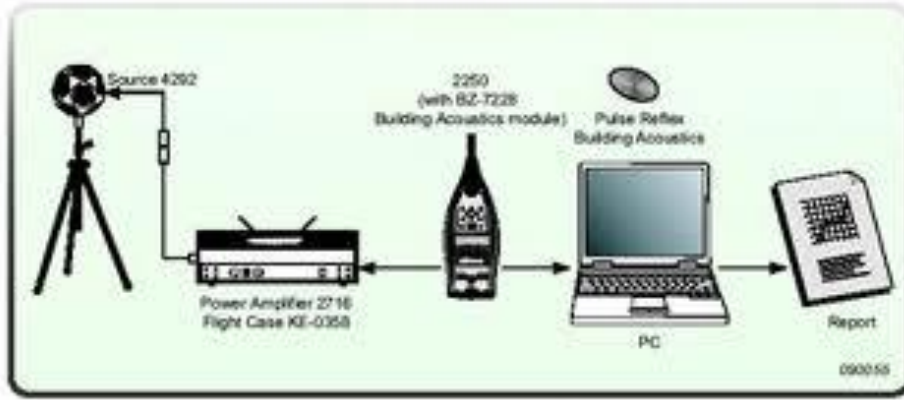 Source 4292
2250
(with BZ-7228
Building Acoustics module)
Pulse Reflex
Building Acoustics
Power Amplifier 2716
Flight Case KE-0358
PC
Report
090055